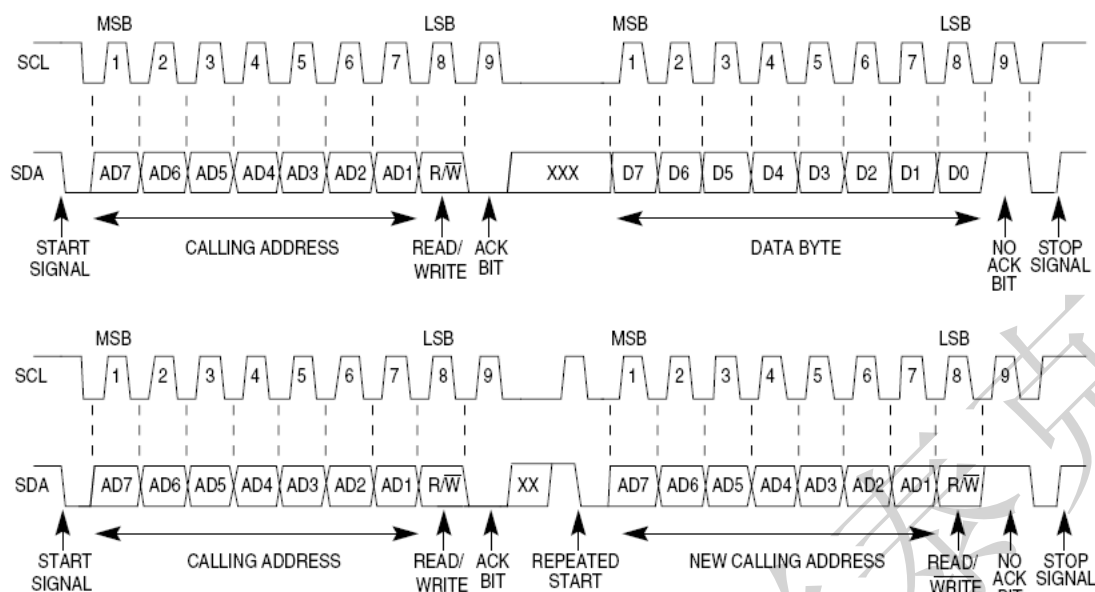 MSB LSB MSB LSB
SCL 1 2 3 4 5 6 7 8 9 1 2 3 4 5 6 7 8 9
SDA AD7 AD6 AD5 AD4 AD3 AD2 AD1 R/W XXX D7 D6 D5 D4 D3 D2 D1 D0
START CALLING ADDRESS READ/ ACK DATA BYTE NO STOP
SIGNAL WRITE BIT ACK SIGNAL
BIT
MSB LSB MSB LSB
SCL 1 2 3 4 5 6 7 8 9 1 2 3 4 5 6 7 8 9
SDA AD7 AD6 AD5 AD4 AD3 AD2 AD1 R/W XX AD7 AD6 AD5 AD4 AD3 AD2 AD1 R/W
START CALLING ADDRESS READ/ ACK REPEATED NEW CALLING ADDRESS READ/ NO STOP
SIGNAL WRITE BIT START WRITE ACK SIGNAL
BIT
克
泰